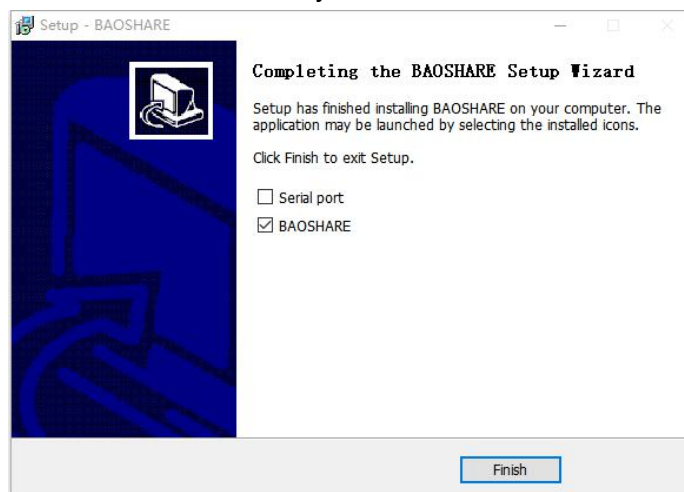 Setup - BAOSHARE
Completing the BAOSHARE Setup Wizard
Setup has finished installing BAOSHARE on your computer. The
application may be launched by selecting the installed icons.
Click Finish to exit Setup.
Serial port
BAOSHARE
Finish